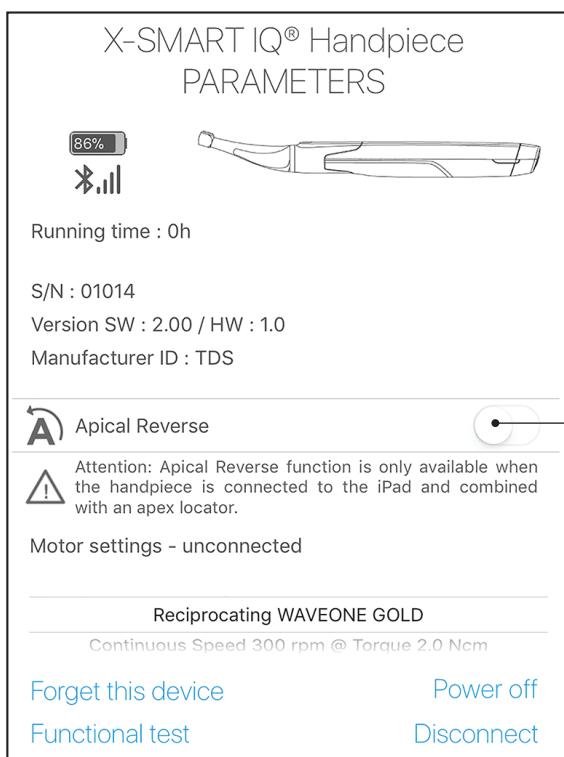 X-SMART IQ® Handpiece
PARAMETERS
86%
Running time : 0h
S/N : 01014
Version SW : 2.00 / HW : 1.0
Manufacturer ID : TDS
A Apical Reverse
Attention: Apical Reverse function is only available when
the handpiece is connected to the iPad and combined
with an apex locator.
Motor settings - unconnected
Reciprocating WAVEONE GOLD
Continuous Speed 300 rpm @ Torque 2.0 Ncm
Forget this device Power off
Functional test Disconnect